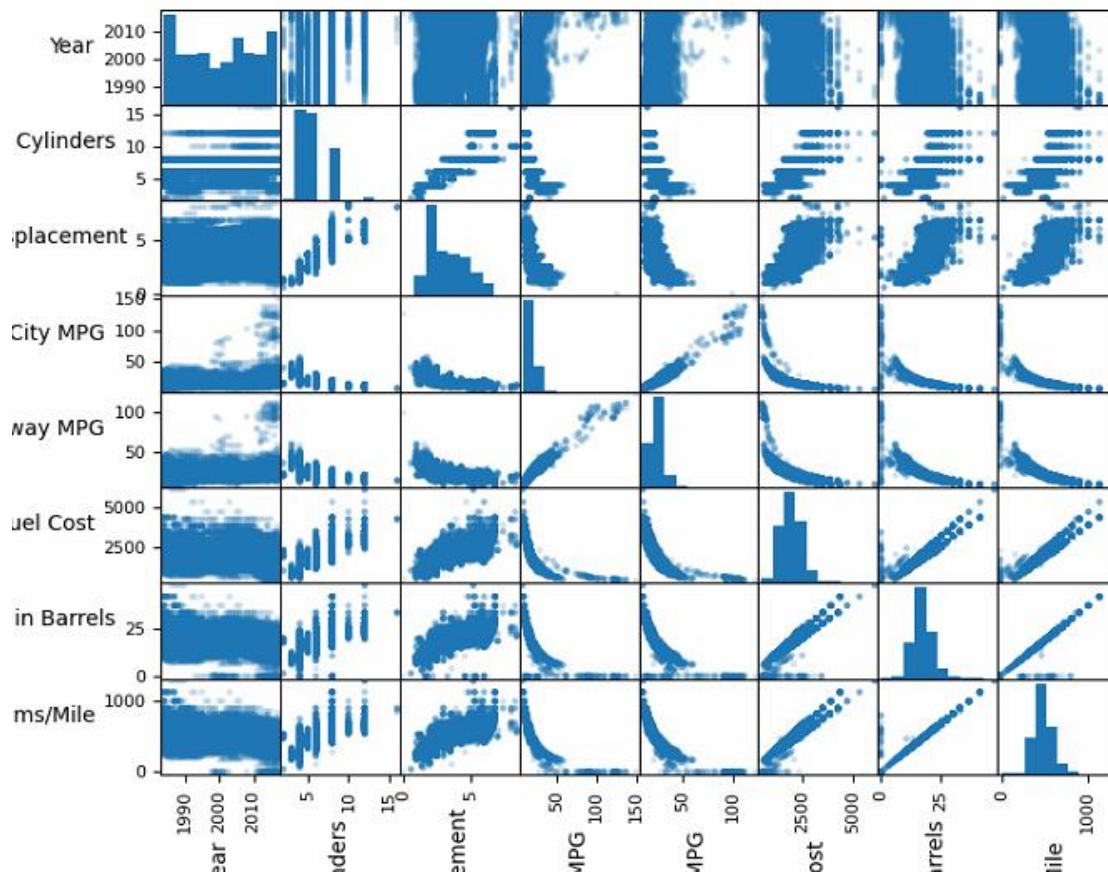 2010
Year
2000
1990
15
Cylinders
10
5
splacement
5
0
150
City MPG
100
50
way MPG
100
50
5000
uel Cost
2500
in Barrels
25
0
1000
ms/Mile
0
1990 2000 2010 5 10 15 0 5 50 100 150 50 100 2500 5000 0 25 0 1000
ear nders ement MPG MPG ost rrels Mile